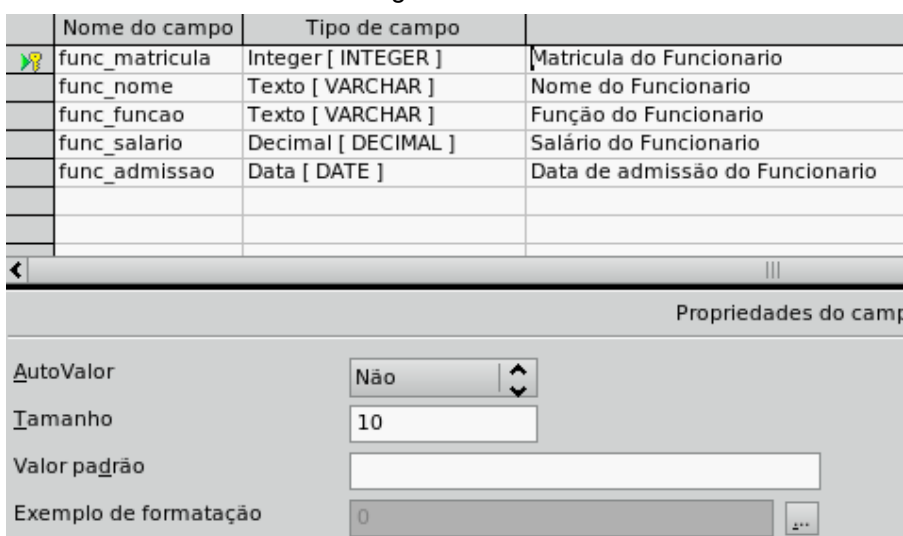 Nome do campo Tipo de campo
func_matricula Integer [ INTEGER ] Matricula do Funcionario
func_nome Texto [ VARCHAR ] Nome do Funcionario
func_funcao Texto [ VARCHAR ] Função do Funcionario
func_salario Decimal [ DECIMAL ] Salário do Funcionario
func_admissao Data [ DATE ] Data de admissão do Funcionario
Propriedades do camp
AutoValor Não
Tamanho 10
Valor padrão
Exemplo de formatação 0 ...